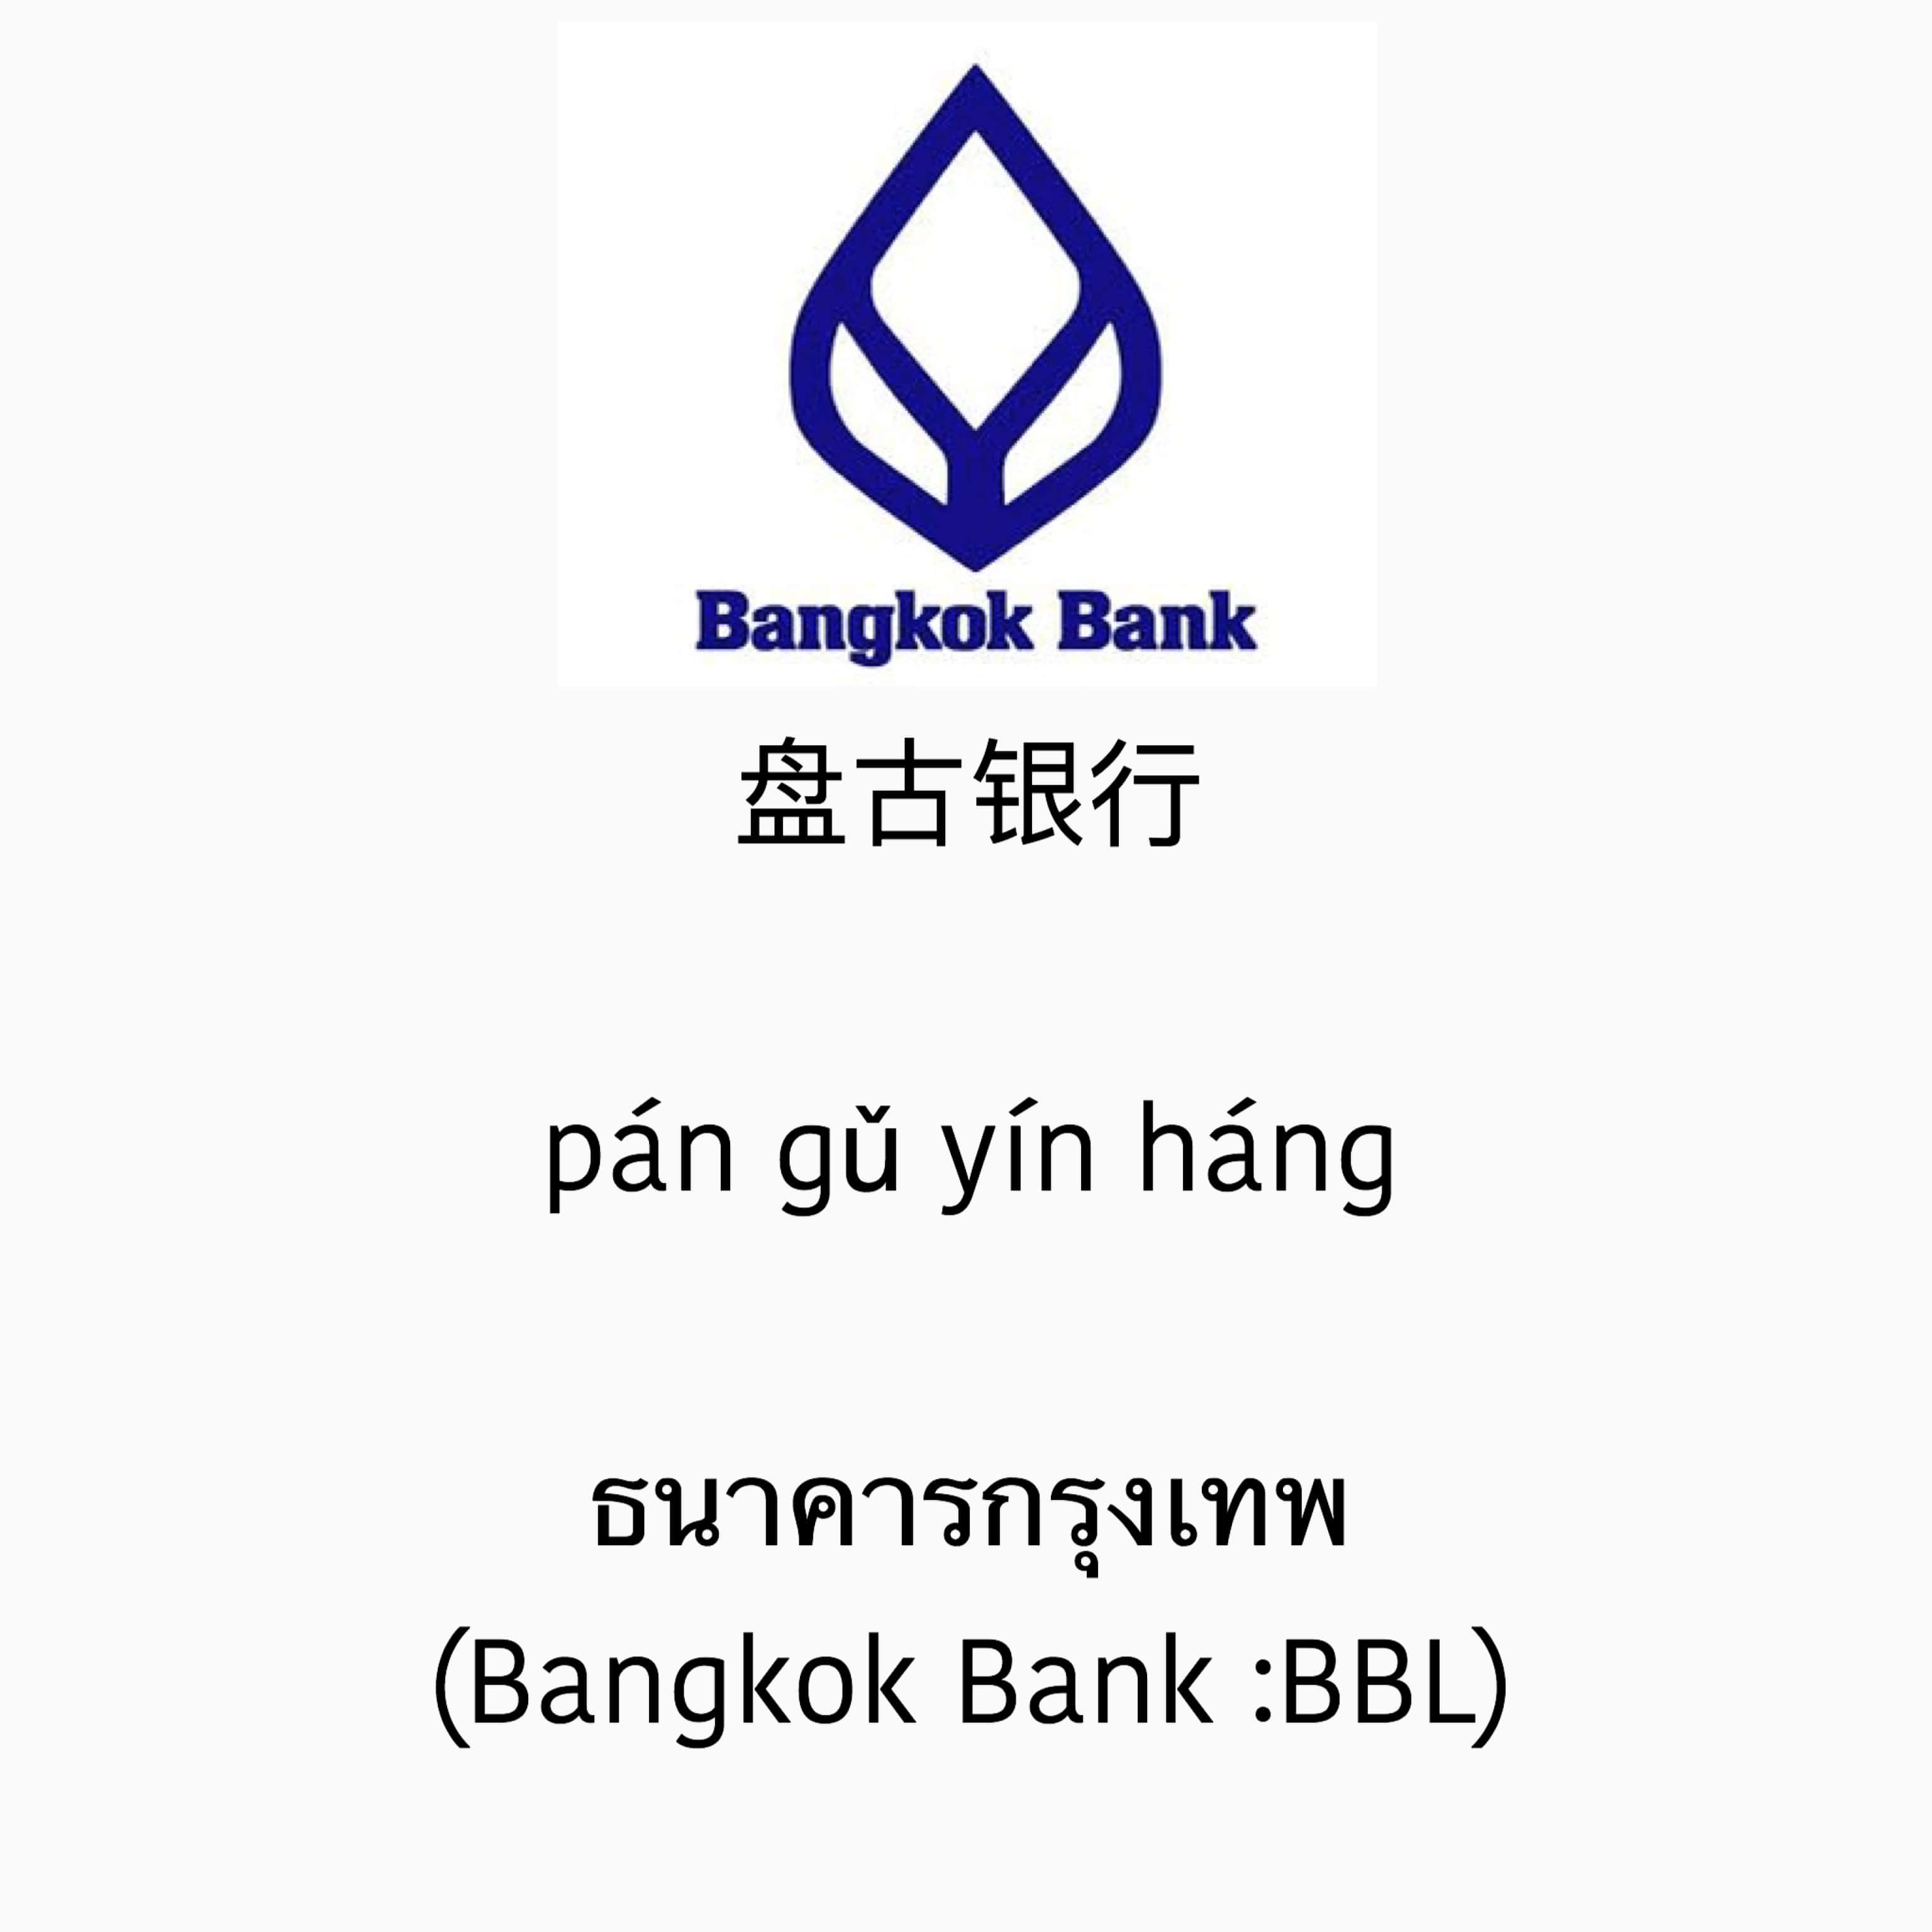 Bangkok Bank
盘古银行
pán gǔ yín háng
ธนาคารกรุงเทพ
(Bangkok Bank :BBL)